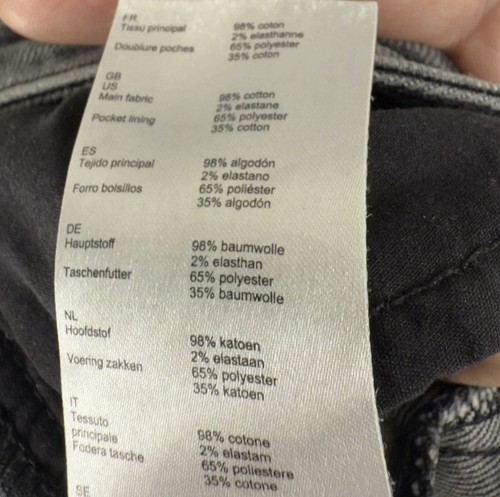 FR
Tissu principal 98% coton
2% elasthanne
Doublure poches 65% polyester
35% coton
GB
US
Main fabric 98% cotton
2% elastane
Pocket lining 65% polyester
35% cotton
ES
Tejido principal 98% algodón
2% elastano
Forro bolsillos 65% poliéster
35% algodón
DE
Hauptstoff 98% baumwolle
2% elasthan
Taschenfutter 65% polyester
35% baumwolle
NL
Hoofdstof 98% katoen
2% elastaan
Voering zakken 65% polyester
35% katoen
IT
Tessuto
principale 98% cotone
2% elastam
Fodera tasche 65% poliestere
35% cotone
SE